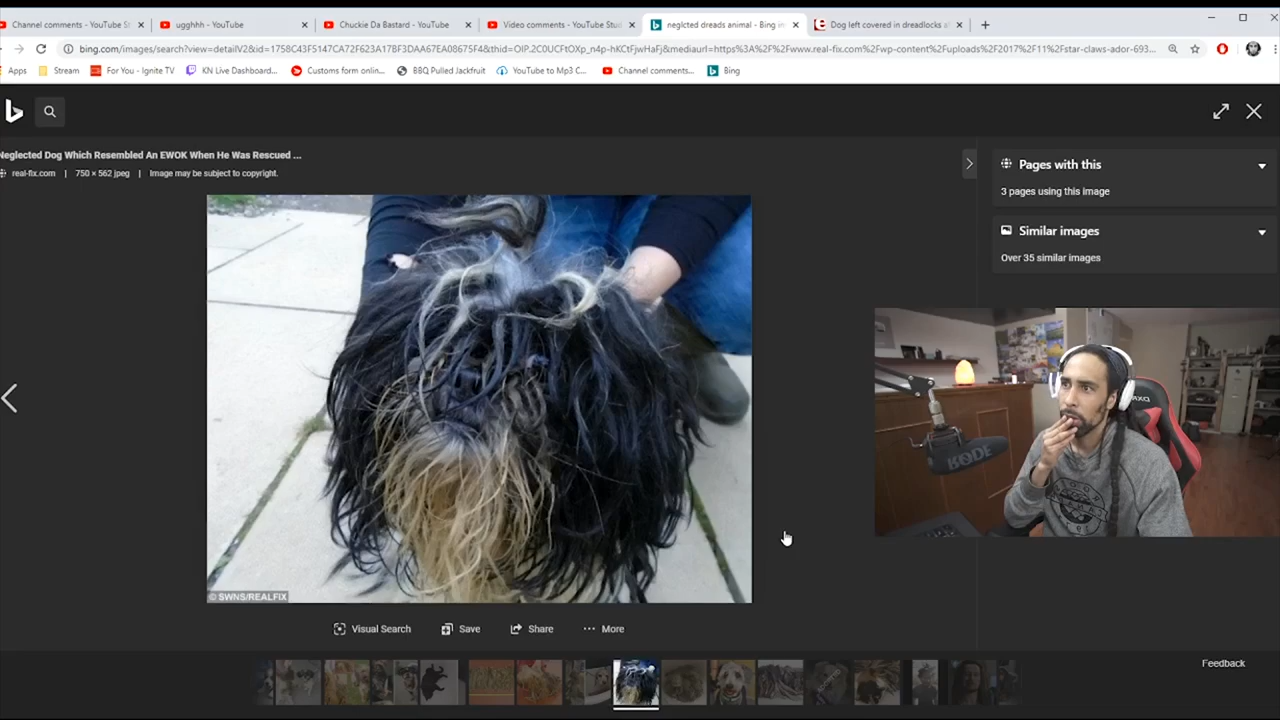 Channel comments - YouTube St
ugghhh - YouTube
Chuckie Da Bastard - YouTube
Video comments - YouTube Stu
neglcted dreads animal - Bing i
Dog left covered in dreadlocks a
bing.com/images/search?view=detailV2&id=1758C43F5147CA72F623A17BF3DAA67EA08675F4&thid=OIP.2C0UCFtOXp_n4p-hKCtFjwHaFj&mediaurl=https%3A%2F%2Fwww.real-fix.com%2Fwp-content%2Fuploads%2F2017%2F11%2Fstar-claws-ador-693...
Apps
Stream
For You - Ignite TV
KN Live Dashboard...
Customs form onlin...
BBQ Pulled Jackfruit
YouTube to Mp3 C...
Channel comments...
Bing
Neglected Dog Which Resembled An EWOK When He Was Rescued ...
real-fix.com | 750 × 562 jpeg | Image may be subject to copyright.
Pages with this
3 pages using this image
Similar images
Over 35 similar images
RØDE
© SWNS/REALFIX
Visual Search
Save
Share
More
Feedback